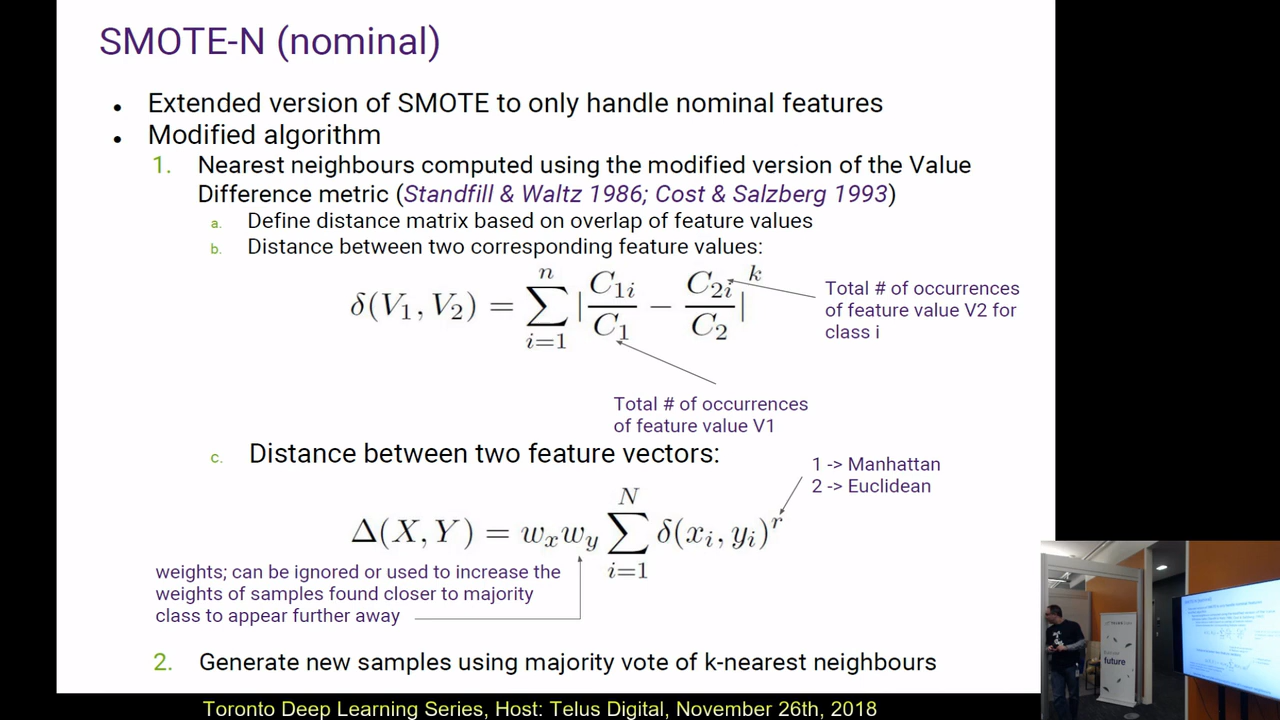 SMOTE-N (nominal)
• Extended version of SMOTE to only handle nominal features
• Modified algorithm
1. Nearest neighbours computed using the modified version of the Value
Difference metric (Standfill & Waltz 1986; Cost & Salzberg 1993)
a. Define distance matrix based on overlap of feature values
b. Distance between two corresponding feature values:
δ(V₁, V₂) = ∑ⁿᵢ₌₁ |C₁ᵢ/C₁ − C₂ᵢ/C₂|ᵏ
Total # of occurrences
of feature value V2 for
class i
Total # of occurrences
of feature value V1
c. Distance between two feature vectors:
1 -> Manhattan
2 -> Euclidean
Δ(X, Y) = wₓwᵧ ∑ᴺᵢ₌₁ δ(xᵢ, yᵢ)ʳ
weights; can be ignored or used to increase the
weights of samples found closer to majority
class to appear further away
2. Generate new samples using majority vote of k-nearest neighbours
future
Toronto Deep Learning Series, Host: Telus Digital, November 26th, 2018